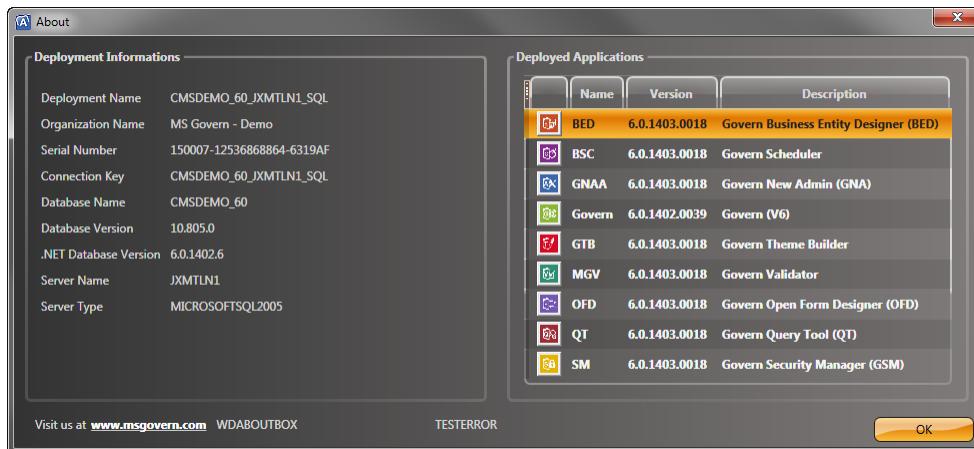 About
Deployment Informations
Deployment Name CMSDEMO_60_JXMTLN1_SQL
Organization Name MS Govern - Demo
Serial Number 150007-12536868864-6319AF
Connection Key CMSDEMO_60_JXMTLN1_SQL
Database Name CMSDEMO_60
Database Version 10.805.0
.NET Database Version 6.0.1402.6
Server Name JXMTLN1
Server Type MICROSOFTSQL2005
Deployed Applications
Name Version Description
BED 6.0.1403.0018 Govern Business Entity Designer (BED)
BSC 6.0.1403.0018 Govern Scheduler
GNAA 6.0.1403.0018 Govern New Admin (GNA)
Govern 6.0.1402.0039 Govern (V6)
GTB 6.0.1403.0018 Govern Theme Builder
MGV 6.0.1403.0018 Govern Validator
OFD 6.0.1403.0018 Govern Open Form Designer (OFD)
QT 6.0.1403.0018 Govern Query Tool (QT)
SM 6.0.1403.0018 Govern Security Manager (GSM)
Visit us at www.msgovern.com WDABOUTBOX TESTERROR
OK